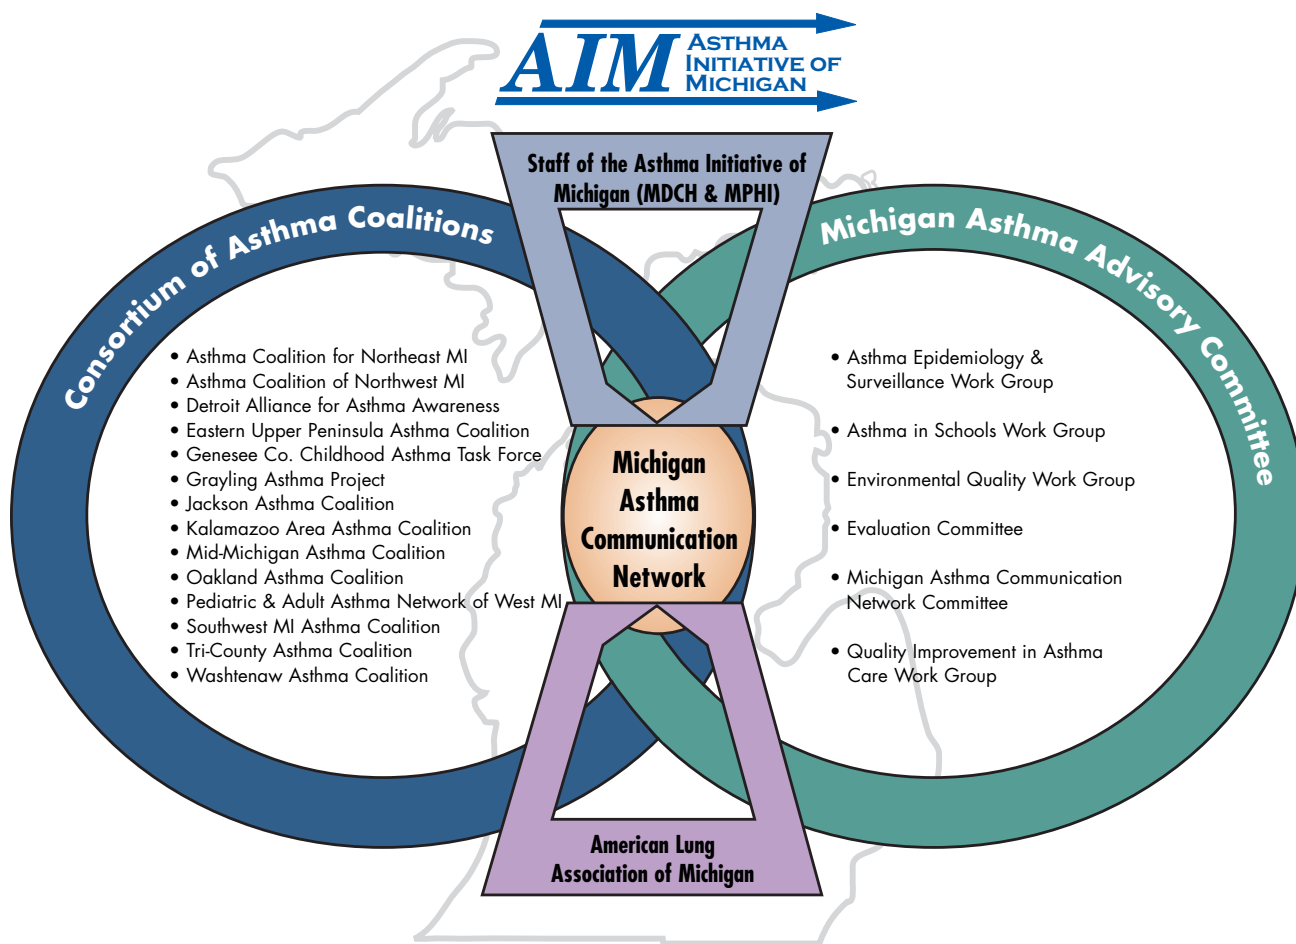 AIM
ASTHMA
INITIATIVE OF
MICHIGAN
Staff of the Asthma Initiative of
Michigan (MDCH & MPHI)
Consortium of Asthma Coalitions
• Asthma Coalition for Northeast MI
• Asthma Coalition of Northwest MI
• Detroit Alliance for Asthma Awareness
• Eastern Upper Peninsula Asthma Coalition
• Genesee Co. Childhood Asthma Task Force
• Grayling Asthma Project
• Jackson Asthma Coalition
• Kalamazoo Area Asthma Coalition
• Mid-Michigan Asthma Coalition
• Oakland Asthma Coalition
• Pediatric & Adult Asthma Network of West MI
• Southwest MI Asthma Coalition
• Tri-County Asthma Coalition
• Washtenaw Asthma Coalition
Michigan
Asthma
Communication
Network
Michigan Asthma Advisory Committee
• Asthma Epidemiology &
Surveillance Work Group
• Asthma in Schools Work Group
• Environmental Quality Work Group
• Evaluation Committee
• Michigan Asthma Communication
Network Committee
• Quality Improvement in Asthma
Care Work Group
American Lung
Association of Michigan